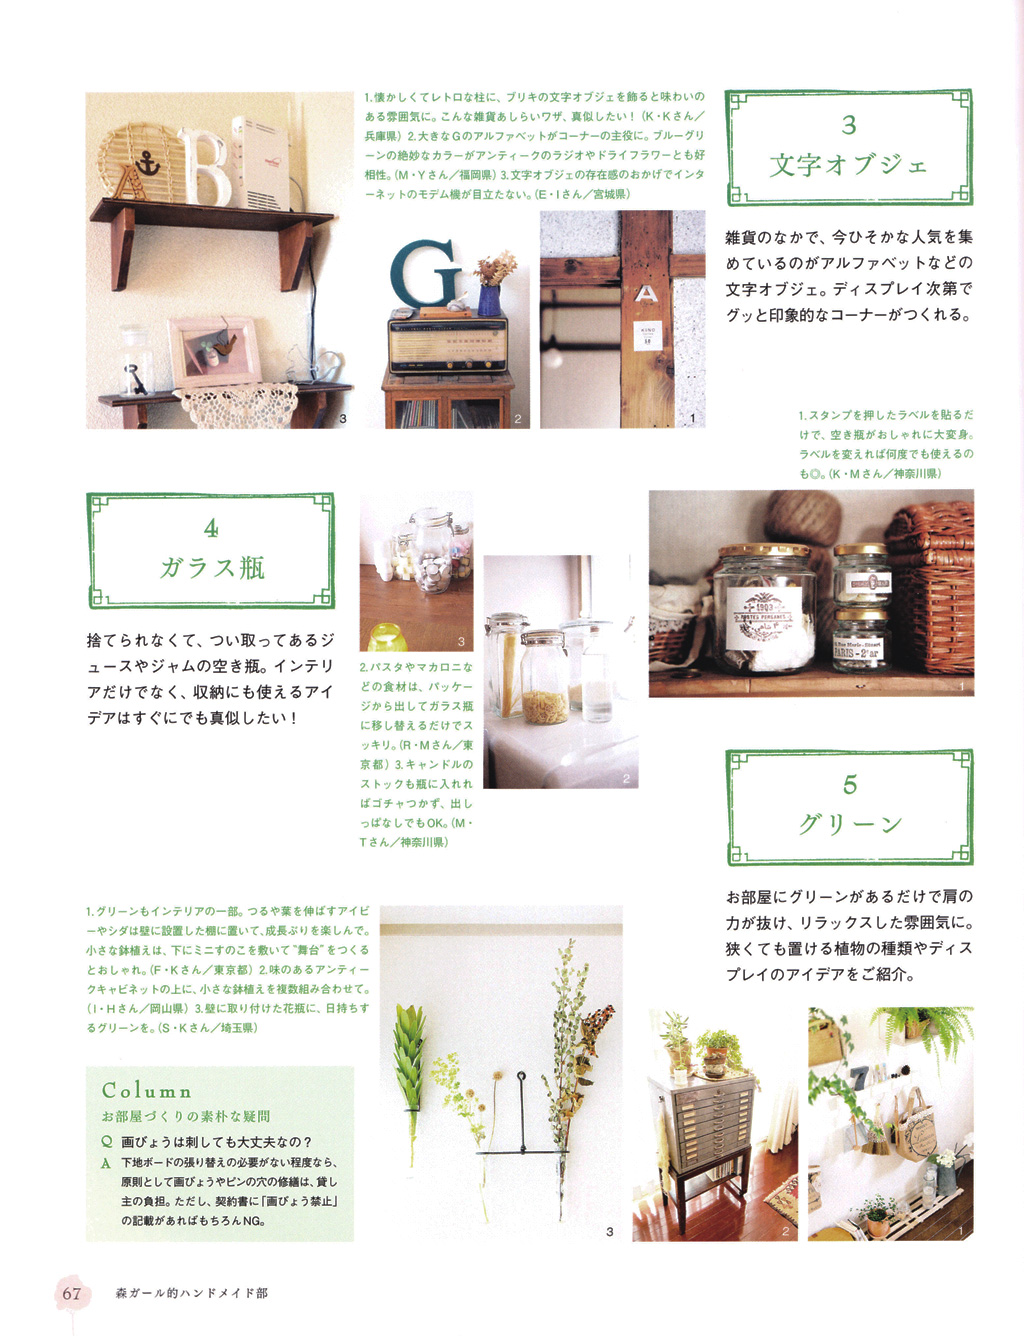 1.懐かしくてレトロな柱に、ブリキの文字オブジェを飾ると味わいの
ある雰囲気に。こんな雑貨あしらいワザ、真似したい！（K・Kさん／
兵庫県）2.大きなGのアルファベットがコーナーの主役に。ブルーグリ
ーンの絶妙なカラーがアンティークのラジオやドライフラワーとも好
相性。（M・Yさん／福岡県）3.文字オブジェの存在感のおかげでインタ
ーネットのモデム機が目立たない。（E・Iさん／宮城県）
3
文字オブジェ
雑貨のなかで、今ひそかな人気を集
めているのがアルファベットなどの
文字オブジェ。ディスプレイ次第で
グッと印象的なコーナーがつくれる。
A
B
3
G
2
A
1
1.スタンプを押したラベルを貼るだ
けで、空き瓶がおしゃれに大変身。
ラベルを変えれば何度でも使えるの
も◎。（K・Mさん／神奈川県）
4
ガラス瓶
捨てられなくて、つい取ってあるジ
ュースやジャムの空き瓶。インテリ
アだけでなく、収納にも使えるアイ
デアはすぐにでも真似したい！
3
2
1903
PARIS-2ᵉar
1
2.パスタやマカロニな
どの食材は、パッケー
ジから出してガラス瓶
に移し替えるだけでス
ッキリ。（R・Mさん／東
京都）3.キャンドルの
ストックも瓶に入れれ
ばゴチャつかず、出し
っぱなしでもOK。（M・
Tさん／神奈川県）
5
グリーン
お部屋にグリーンがあるだけで肩の
力が抜け、リラックスした雰囲気に。
狭くても置ける植物の種類やディス
プレイのアイデアをご紹介。
1.グリーンもインテリアの一部。つるや葉を伸ばすアイビ
ーやシダは壁に設置した棚に置いて、成長ぶりを楽しんで。
小さな鉢植えは、下にミニすのこを敷いて“舞台”をつくる
とおしゃれ。（F・Kさん／東京都）2.味のあるアンティー
クキャビネットの上に、小さな鉢植えを複数組み合わせて。
（I・Hさん／岡山県）3.壁に取り付けた花瓶に、日持ちす
るグリーンを。（S・Kさん／埼玉県）
3
2
7
1
Column
お部屋づくりの素朴な疑問
Q 画びょうは刺しても大丈夫なの？
A 下地ボードの張り替えの必要がない程度なら、
原則として画びょうやピンの穴の修繕は、貸し
主の負担。ただし、契約書に「画びょう禁止」
の記載があればもちろんNG。
67 森ガール的ハンドメイド部